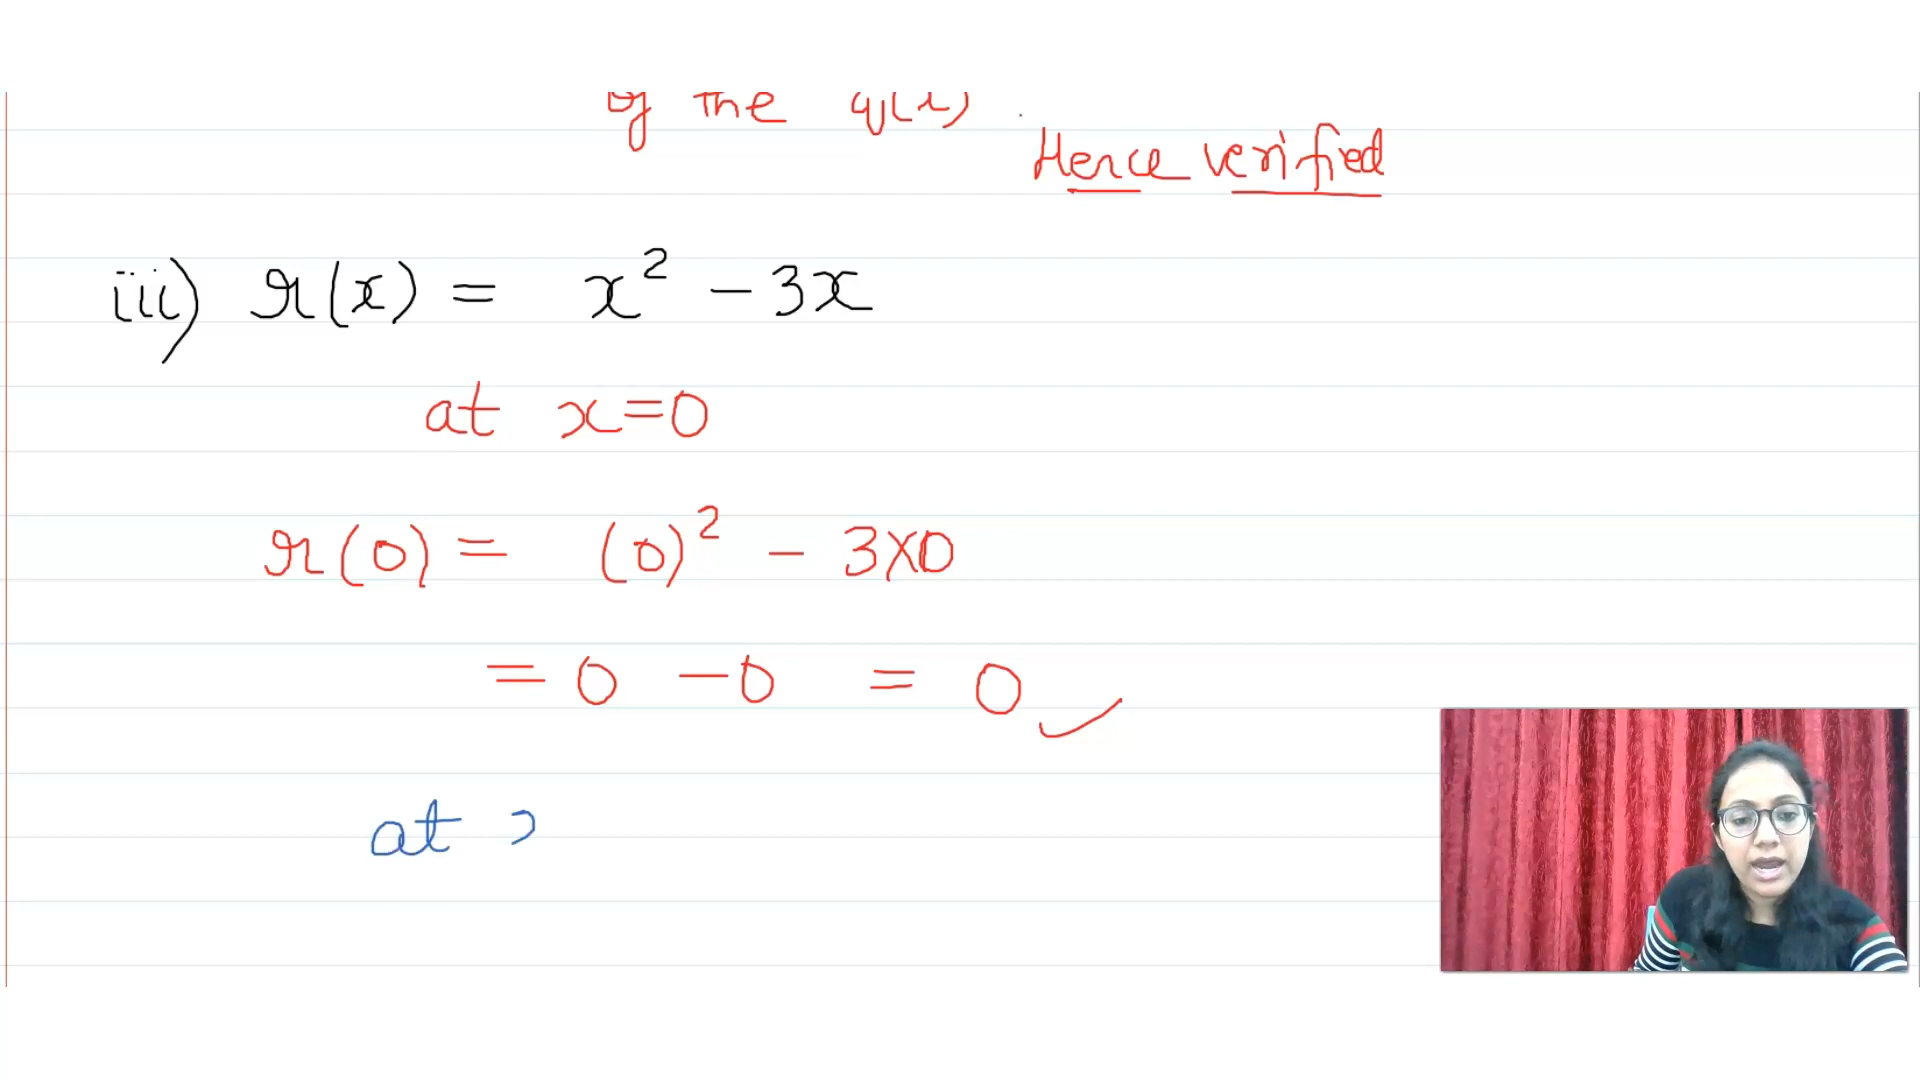 of the q(x).
Hence verified
iii) r(x) = x² - 3x
at x=0
r(0) = (0)² - 3×0
= 0 - 0 = 0 ✓
at